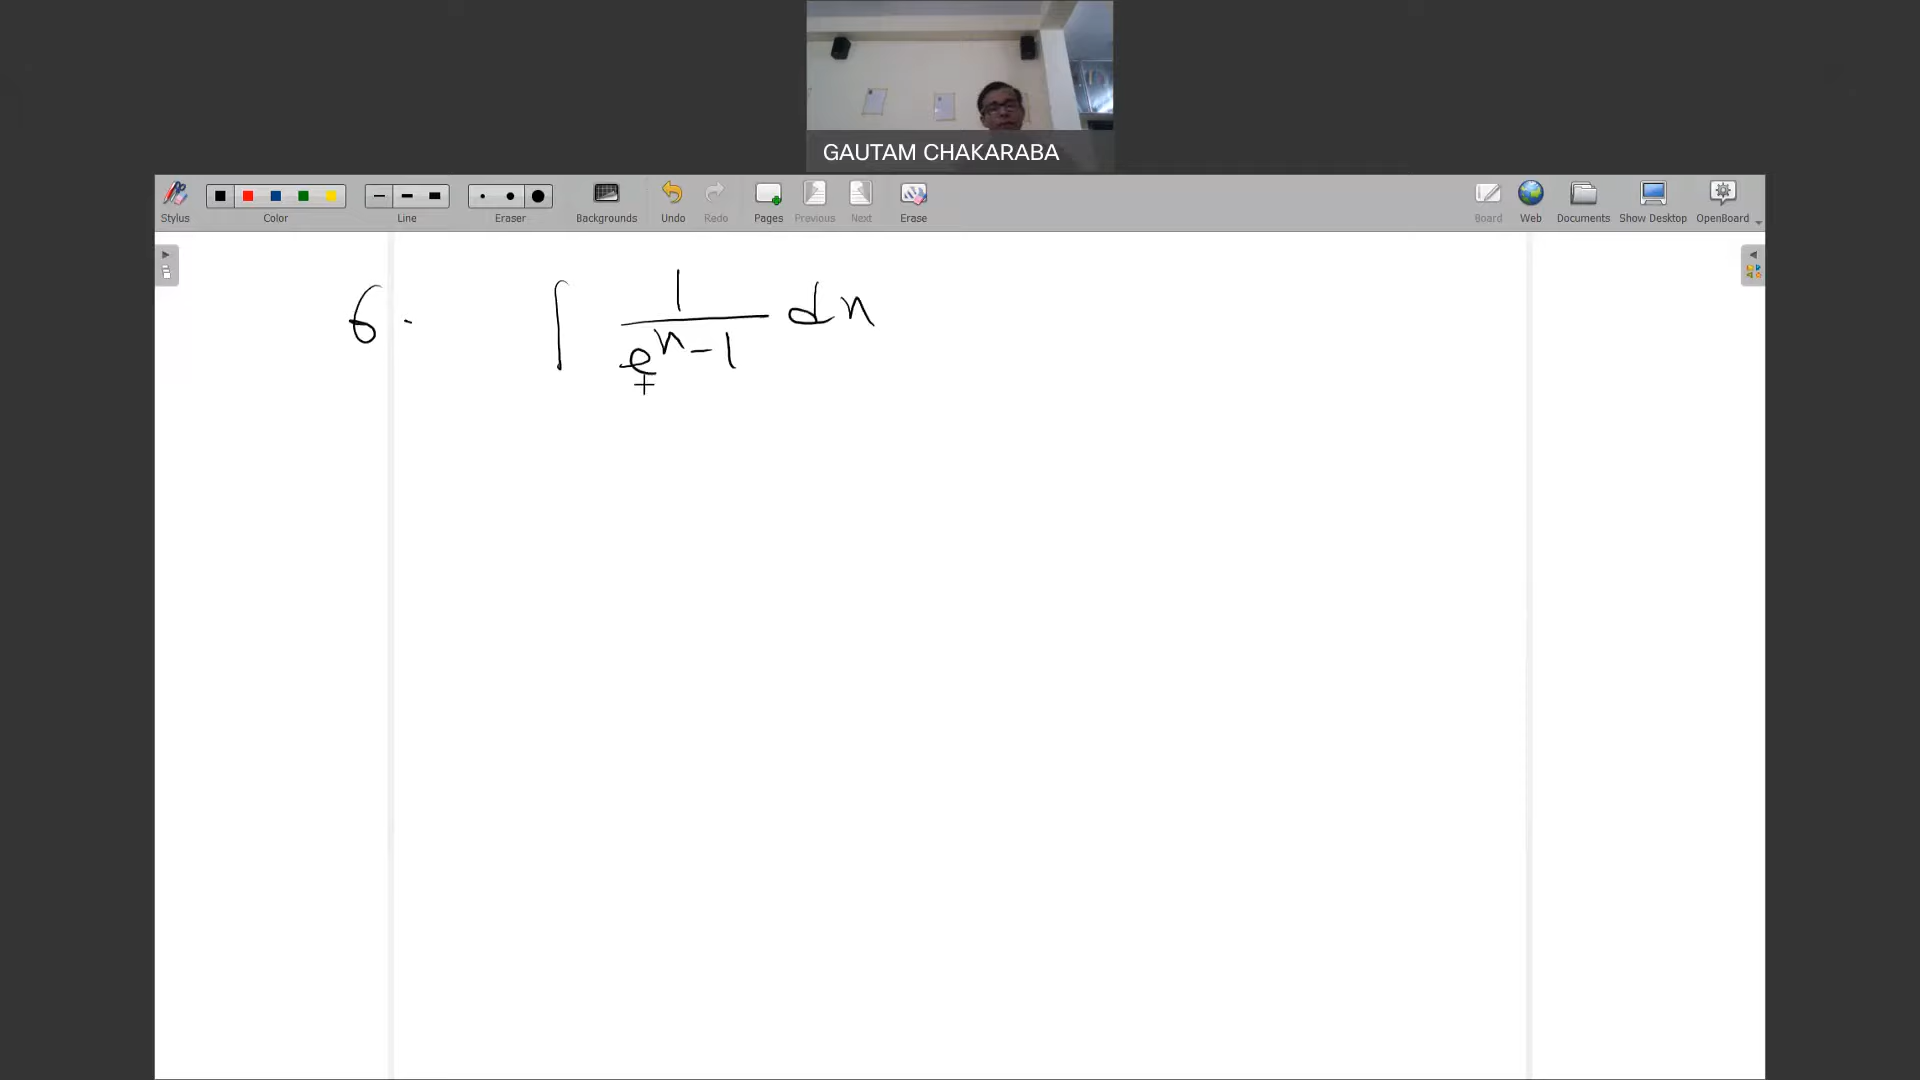 GAUTAM CHAKARABA
Stylus Color Line Eraser Backgrounds Undo Redo Pages Previous Next Erase Board Web Documents Show Desktop OpenBoard
6. ∫ 1/(e^n - 1) dn